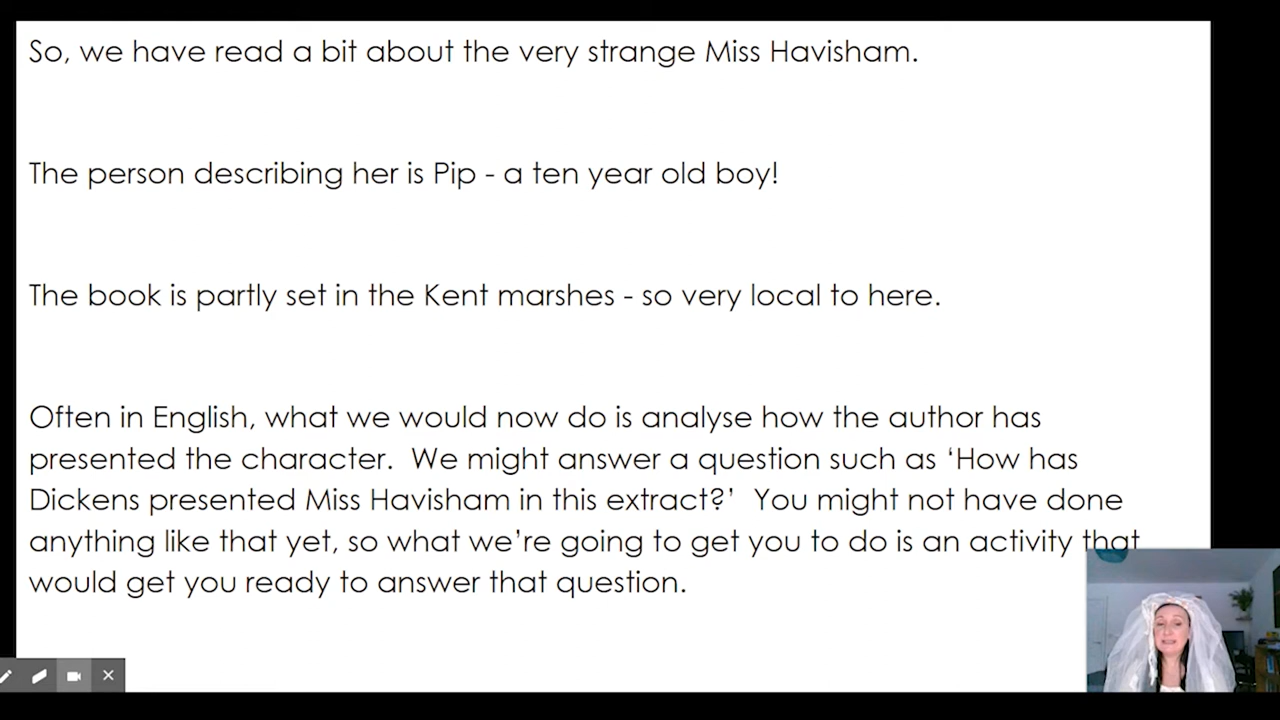 So, we have read a bit about the very strange Miss Havisham.
The person describing her is Pip - a ten year old boy!
The book is partly set in the Kent marshes - so very local to here.
Often in English, what we would now do is analyse how the author has
presented the character.  We might answer a question such as ‘How has
Dickens presented Miss Havisham in this extract?’  You might not have done
anything like that yet, so what we’re going to get you to do is an activity that
would get you ready to answer that question.